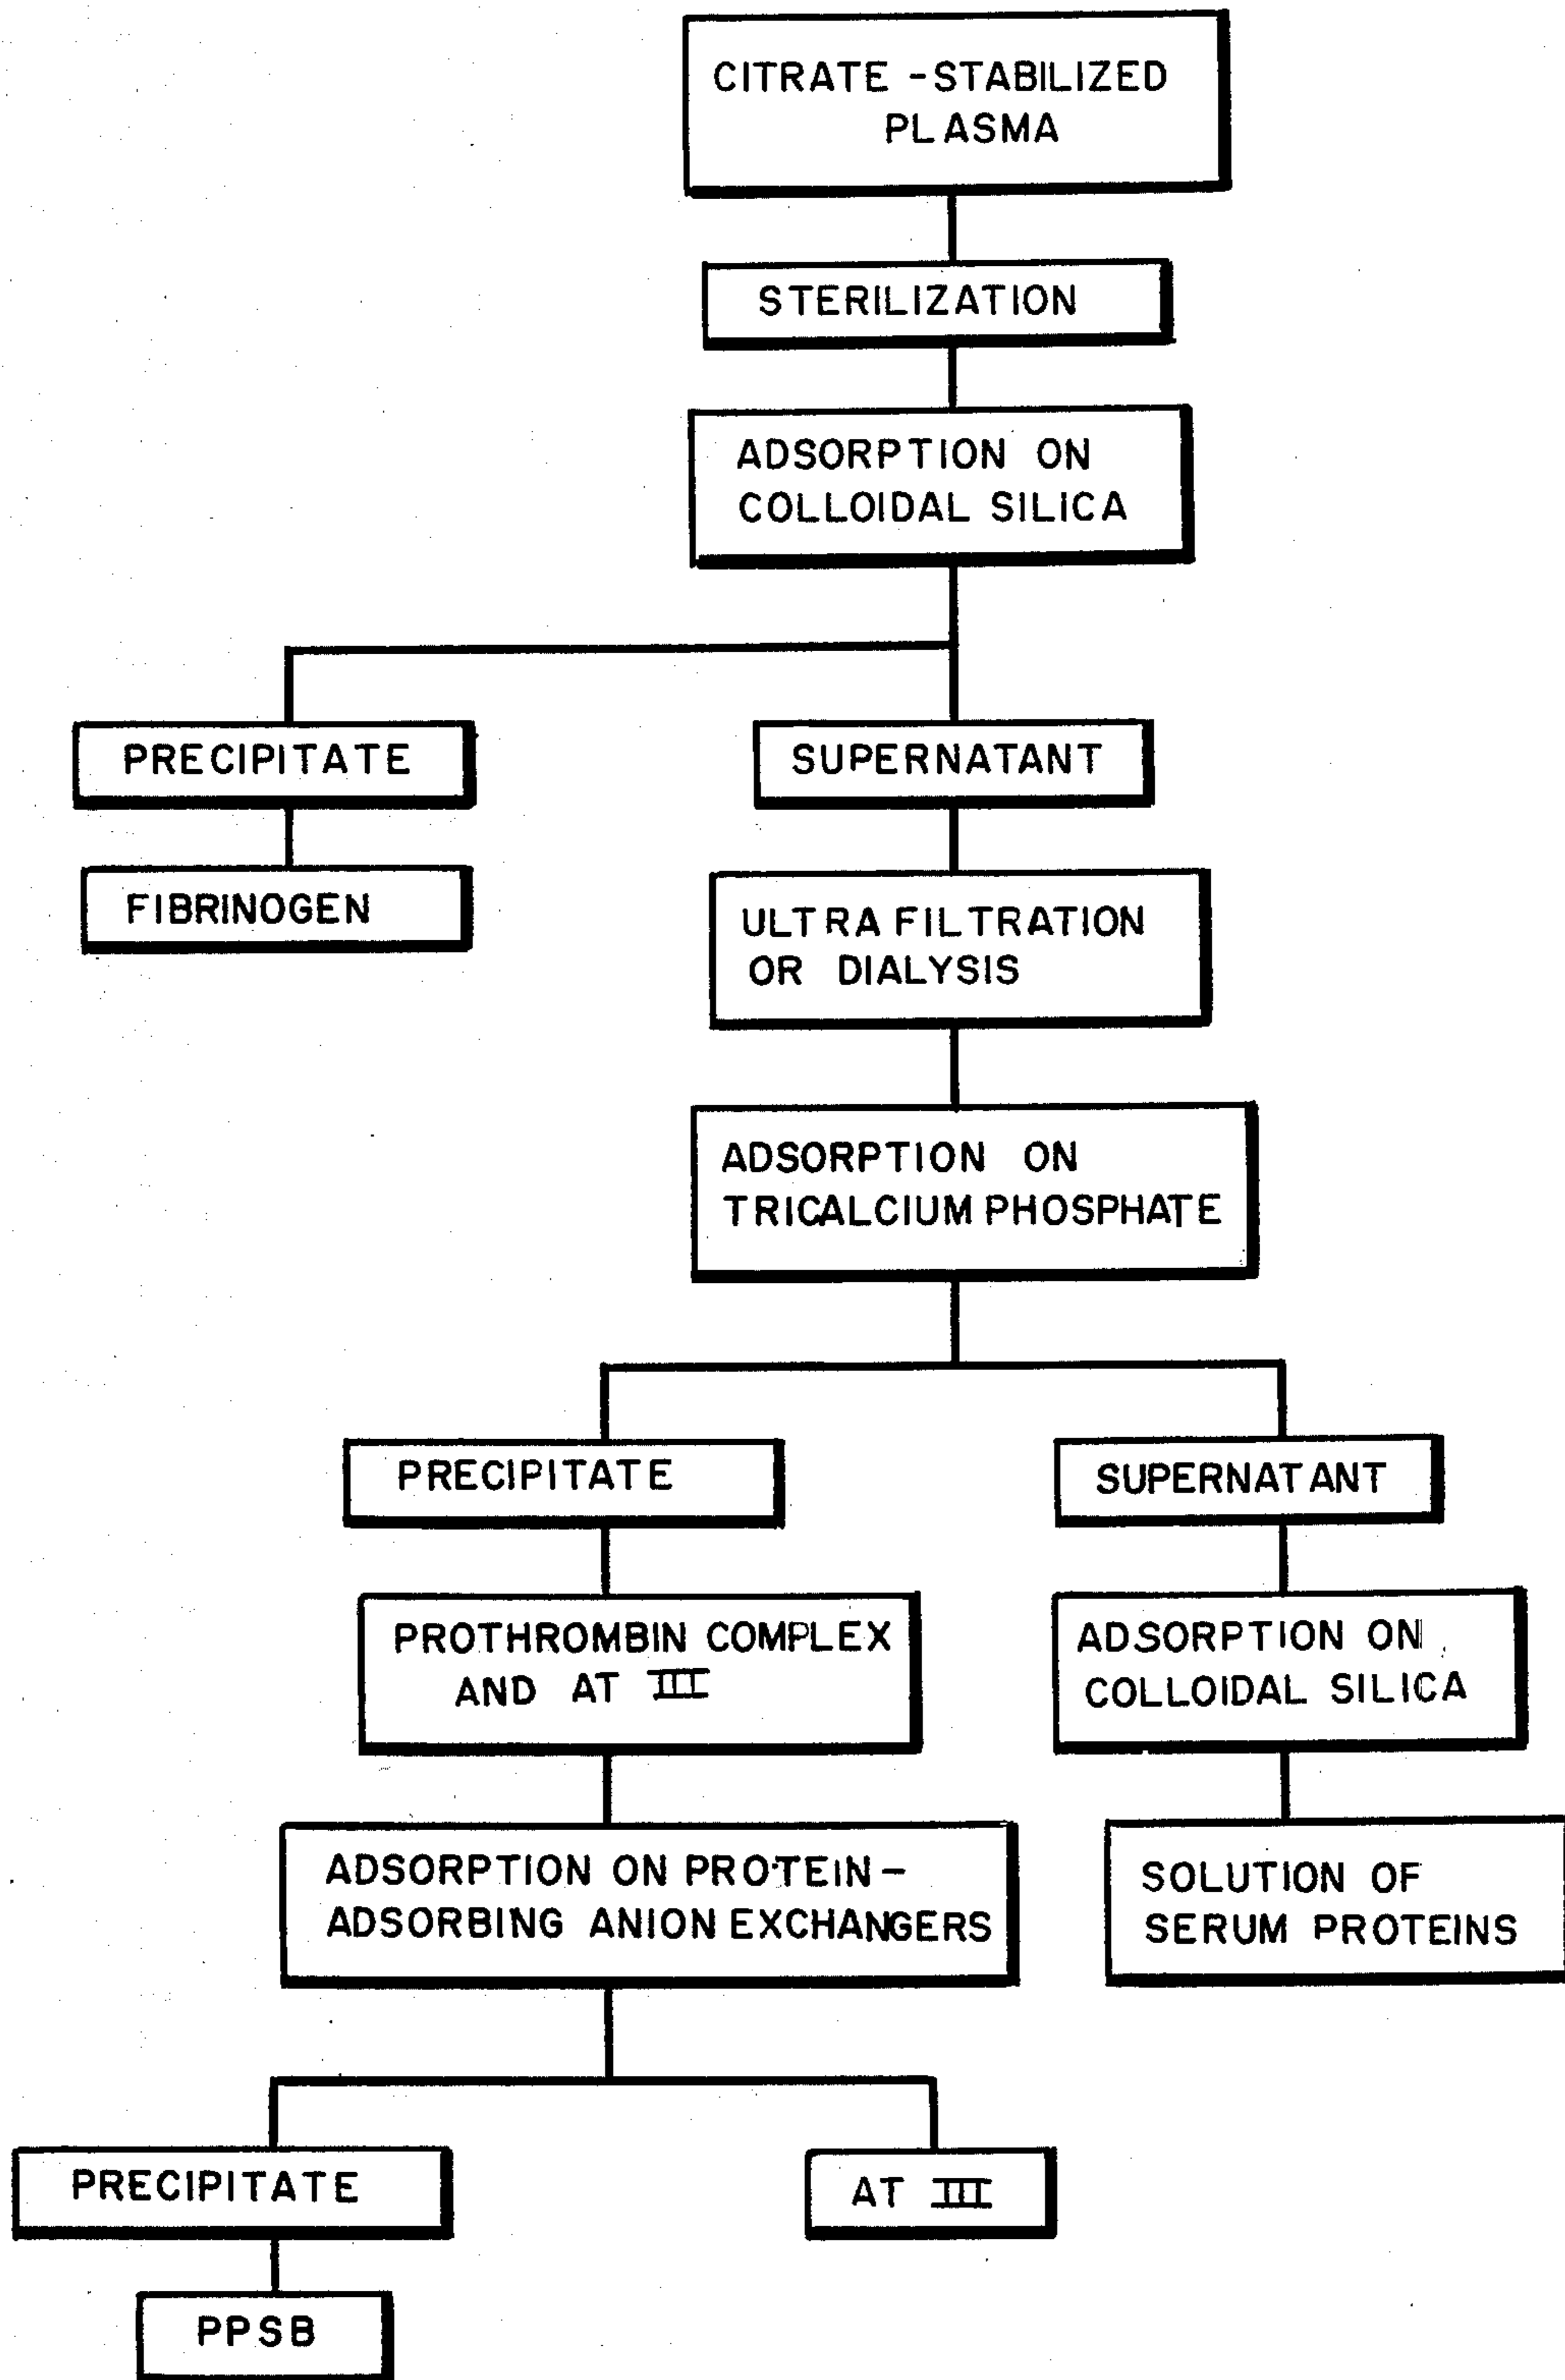 CITRATE -STABILIZED
PLASMA
STERILIZATION
ADSORPTION ON
COLLOIDAL SILICA
PRECIPITATE
SUPERNATANT
FIBRINOGEN
ULTRA FILTRATION
OR DIALYSIS
ADSORPTION ON
TRICALCIUM PHOSPHATE
PRECIPITATE
SUPERNATANT
PROTHROMBIN COMPLEX
AND AT III
ADSORPTION ON
COLLOIDAL SILICA
ADSORPTION ON PROTEIN-
ADSORBING ANION EXCHANGERS
SOLUTION OF
SERUM PROTEINS
PRECIPITATE
AT III
PPSB